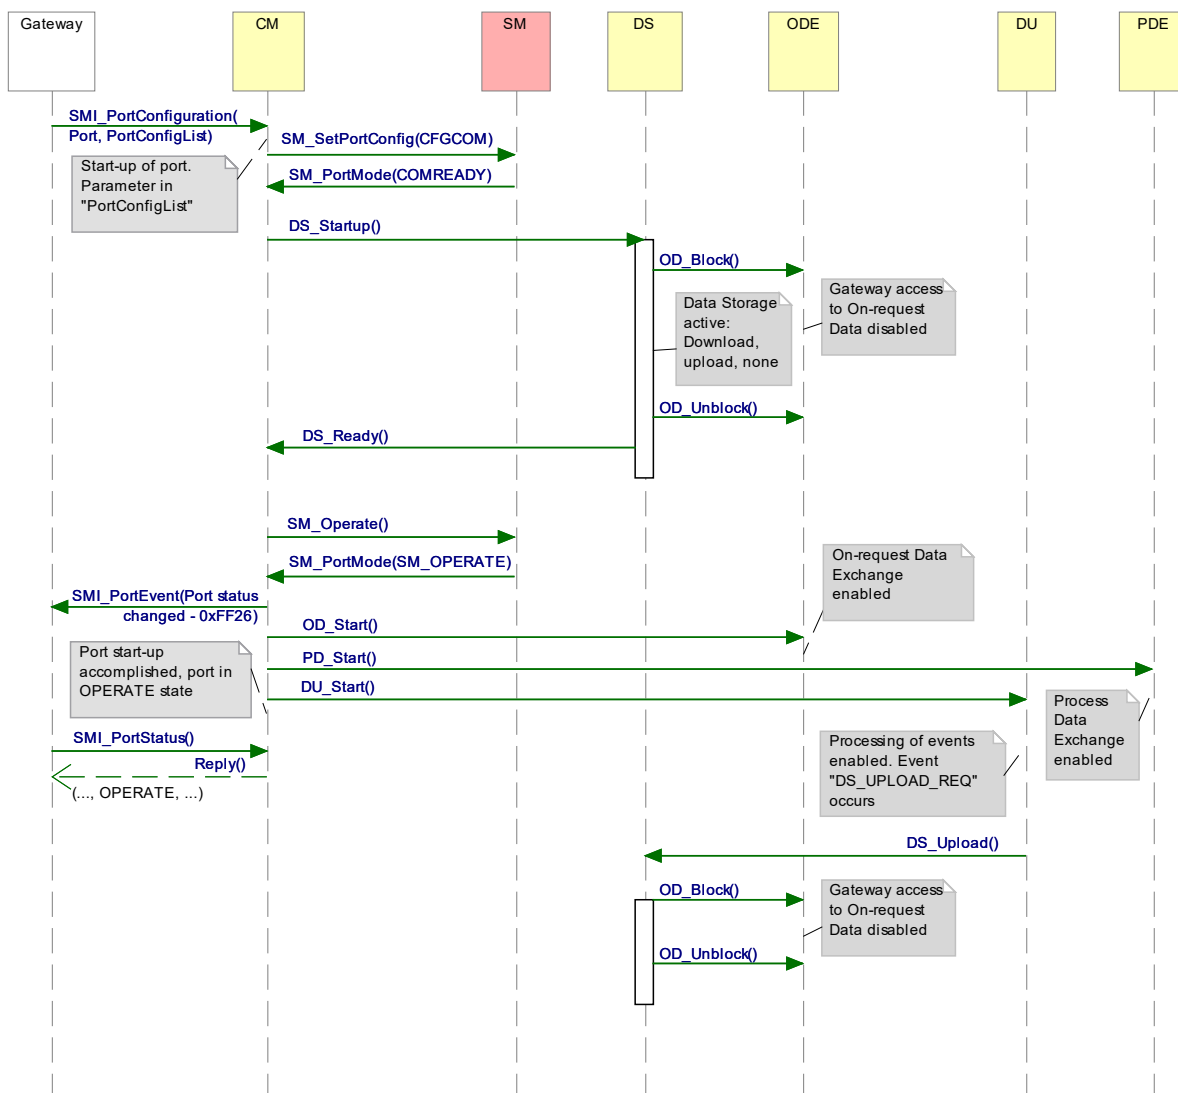 Gateway
CM
SM
DS
ODE
DU
PDE
SMI_PortConfiguration(
Port, PortConfigList)
SM_SetPortConfig(CFGCOM)
Start-up of port.
Parameter in
"PortConfigList"
SM_PortMode(COMREADY)
DS_Startup()
OD_Block()
Gateway access
to On-request
Data disabled
Data Storage
active:
Download,
upload, none
OD_Unblock()
DS_Ready()
SM_Operate()
SM_PortMode(SM_OPERATE)
On-request Data
Exchange
enabled
SMI_PortEvent(Port status
changed - 0xFF26)
OD_Start()
Port start-up
accomplished, port in
OPERATE state
PD_Start()
DU_Start()
Process
Data
Exchange
enabled
SMI_PortStatus()
Reply()
(..., OPERATE, ...)
Processing of events
enabled. Event
"DS_UPLOAD_REQ"
occurs
DS_Upload()
OD_Block()
Gateway access
to On-request
Data disabled
OD_Unblock()